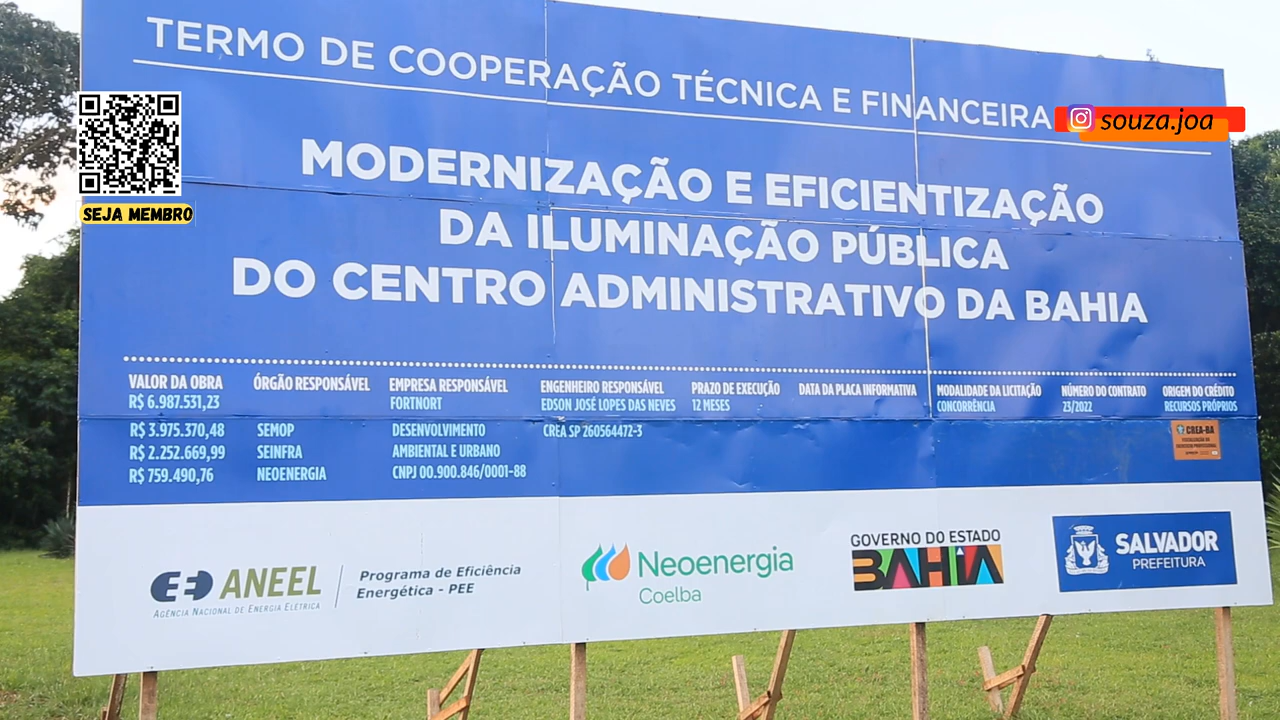 TERMO DE COOPERAÇÃO TÉCNICA E FINANCEIRA
souza.joa
SEJA MEMBRO
MODERNIZAÇÃO E EFICIENTIZAÇÃO
DA ILUMINAÇÃO PÚBLICA
DO CENTRO ADMINISTRATIVO DA BAHIA
VALOR DA OBRA ÓRGÃO RESPONSÁVEL EMPRESA RESPONSÁVEL ENGENHEIRO RESPONSÁVEL PRAZO DE EXECUÇÃO DATA DA PLACA INFORMATIVA MODALIDADE DA LICITAÇÃO NÚMERO DO CONTRATO ORIGEM DO CRÉDITO
R$ 6.987.531,23 FORTNORT EDSON JOSÉ LOPES DAS NEVES 12 MESES CONCORRÊNCIA 23/2022 RECURSOS PRÓPRIOS
R$ 3.975.370,48 SEMOP DESENVOLVIMENTO CREA SP 260564472-3
R$ 2.252.669,99 SEINFRA AMBIENTAL E URBANO
R$ 759.490,76 NEOENERGIA CNPJ 00.900.846/0001-88
CREA-BA
ANEEL
AGÊNCIA NACIONAL DE ENERGIA ELÉTRICA
Programa de Eficiência
Energética - PEE
Neoenergia
Coelba
GOVERNO DO ESTADO
BAHIA
SALVADOR
PREFEITURA